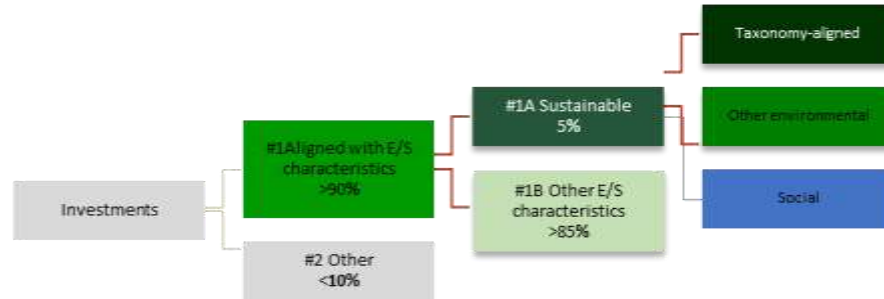 Taxonomy-aligned
#1A Sustainable
5%
Other environmental
#1Aligned with E/S
characteristics
>90%
#1B Other E/S
characteristics
>85%
Social
Investments
#2 Other
<10%